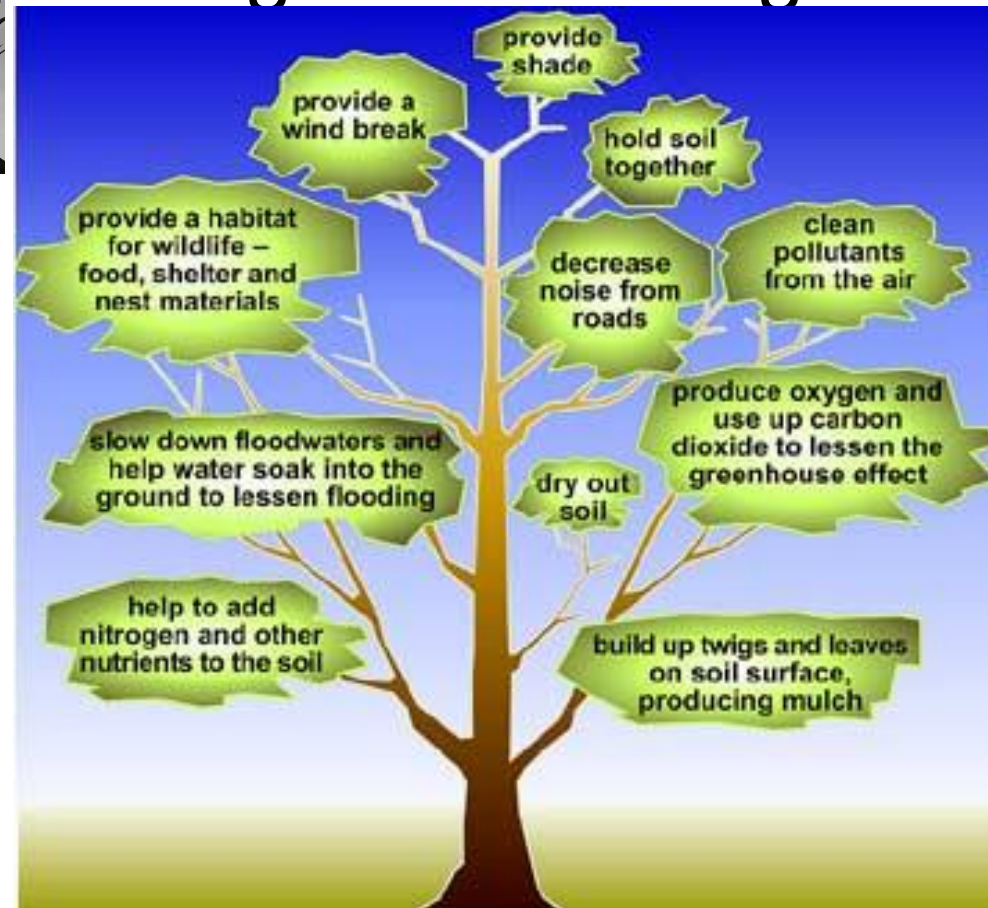 provide
shade
provide a
wind break
hold soil
together
provide a habitat
for wildlife –
food, shelter and
nest materials
decrease
noise from
roads
clean
pollutants
from the air
slow down floodwaters and
help water soak into the
ground to lessen flooding
dry out
soil
produce oxygen and
use up carbon
dioxide to lessen the
greenhouse effect
help to add
nitrogen and other
nutrients to the soil
build up twigs and leaves
on soil surface,
producing mulch